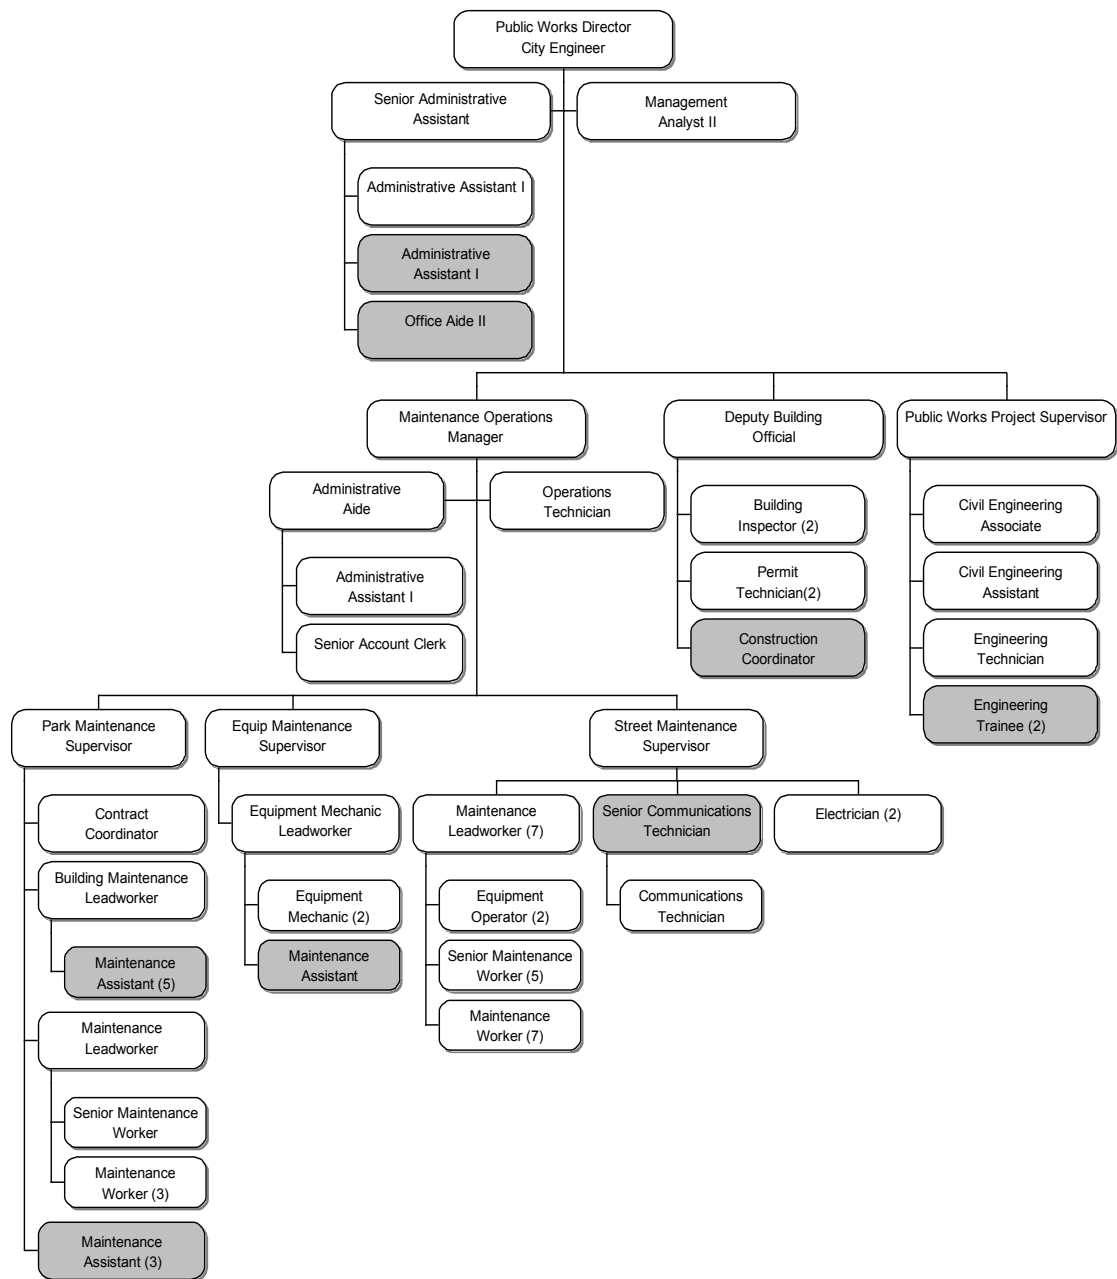 Public Works Director
City Engineer
Senior Administrative
Assistant
Management
Analyst II
Administrative Assistant I
Administrative
Assistant I
Office Aide II
Maintenance Operations
Manager
Deputy Building
Official
Public Works Project Supervisor
Administrative
Aide
Operations
Technician
Administrative
Assistant I
Senior Account Clerk
Building
Inspector (2)
Permit
Technician(2)
Construction
Coordinator
Civil Engineering
Associate
Civil Engineering
Assistant
Engineering
Technician
Engineering
Trainee (2)
Park Maintenance
Supervisor
Equip Maintenance
Supervisor
Street Maintenance
Supervisor
Contract
Coordinator
Building Maintenance
Leadworker
Maintenance
Assistant (5)
Maintenance
Leadworker
Senior Maintenance
Worker
Maintenance
Worker (3)
Maintenance
Assistant (3)
Equipment Mechanic
Leadworker
Equipment
Mechanic (2)
Maintenance
Assistant
Maintenance
Leadworker (7)
Equipment
Operator (2)
Senior Maintenance
Worker (5)
Maintenance
Worker (7)
Senior Communications
Technician
Communications
Technician
Electrician (2)